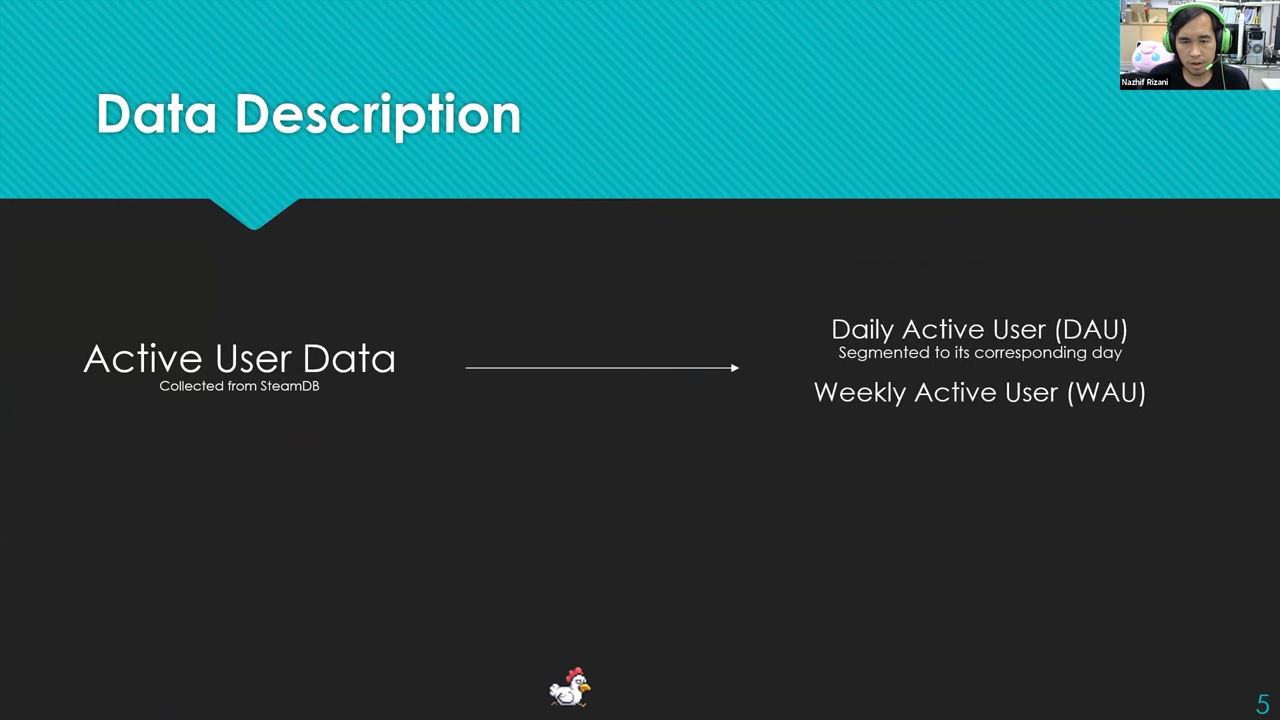 Data Description
Nazhif Rizani
Active User Data
Collected from SteamDB
Daily Active User (DAU)
Segmented to its corresponding day
Weekly Active User (WAU)
5